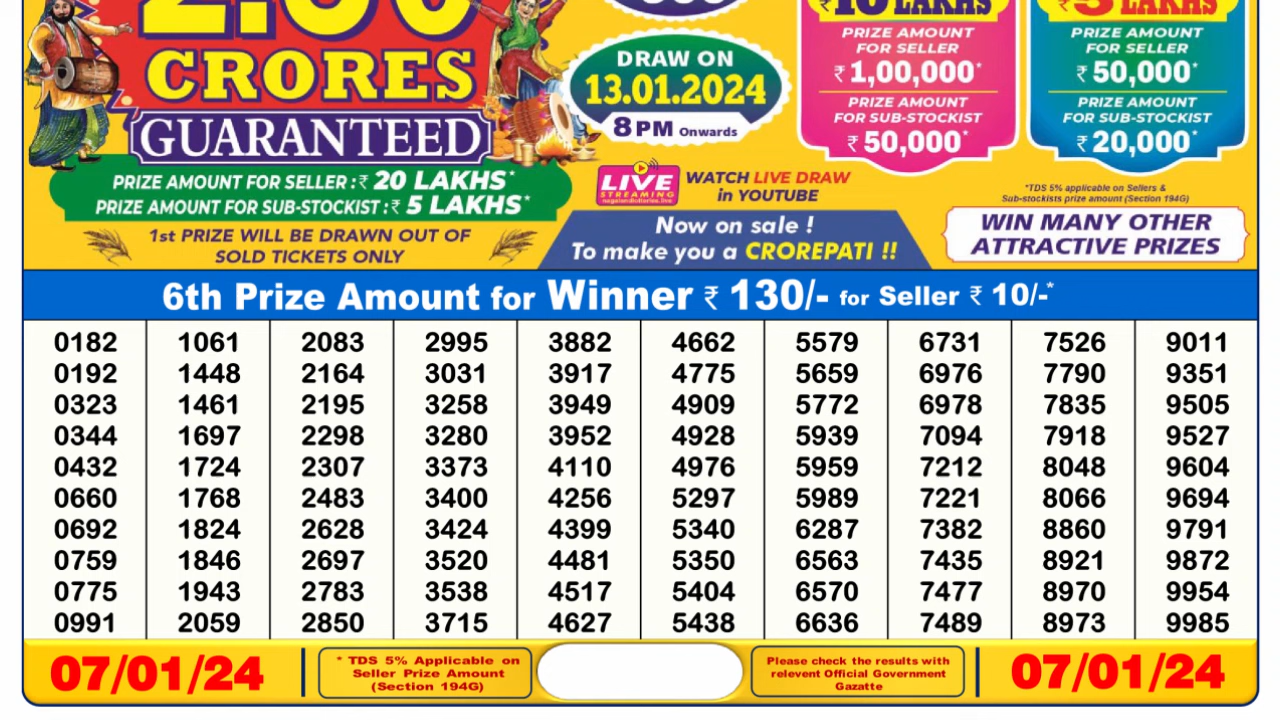 CRORES
GUARANTEED
PRIZE AMOUNT FOR SELLER :₹ 20 LAKHS*
PRIZE AMOUNT FOR SUB-STOCKIST :₹ 5 LAKHS*
1st PRIZE WILL BE DRAWN OUT OF
SOLD TICKETS ONLY
DRAW ON
13.01.2024
8PM Onwards
LIVE
STREAMING
WATCH LIVE DRAW
in YOUTUBE
Now on sale !
To make you a CROREPATI !!
₹10 LAKHS
PRIZE AMOUNT
FOR SELLER
₹ 1,00,000*
PRIZE AMOUNT
FOR SUB-STOCKIST
₹ 50,000*
₹5 LAKHS
PRIZE AMOUNT
FOR SELLER
₹ 50,000*
PRIZE AMOUNT
FOR SUB-STOCKIST
₹ 20,000*
*TDS 5% applicable on Sellers &
Sub-stockists prize amount (Section 194G)
WIN MANY OTHER
ATTRACTIVE PRIZES
6th Prize Amount for Winner ₹ 130/- for Seller ₹ 10/-*
0182 1061 2083 2995 3882 4662 5579 6731 7526 9011
0192 1448 2164 3031 3917 4775 5659 6976 7790 9351
0323 1461 2195 3258 3949 4909 5772 6978 7835 9505
0344 1697 2298 3280 3952 4928 5939 7094 7918 9527
0432 1724 2307 3373 4110 4976 5959 7212 8048 9604
0660 1768 2483 3400 4256 5297 5989 7221 8066 9694
0692 1824 2628 3424 4399 5340 6287 7382 8860 9791
0759 1846 2697 3520 4481 5350 6563 7435 8921 9872
0775 1943 2783 3538 4517 5404 6570 7477 8970 9954
0991 2059 2850 3715 4627 5438 6636 7489 8973 9985
07/01/24
* TDS 5% Applicable on
Seller Prize Amount
(Section 194G)
Please check the results with
relevent Official Government
Gazatte
07/01/24